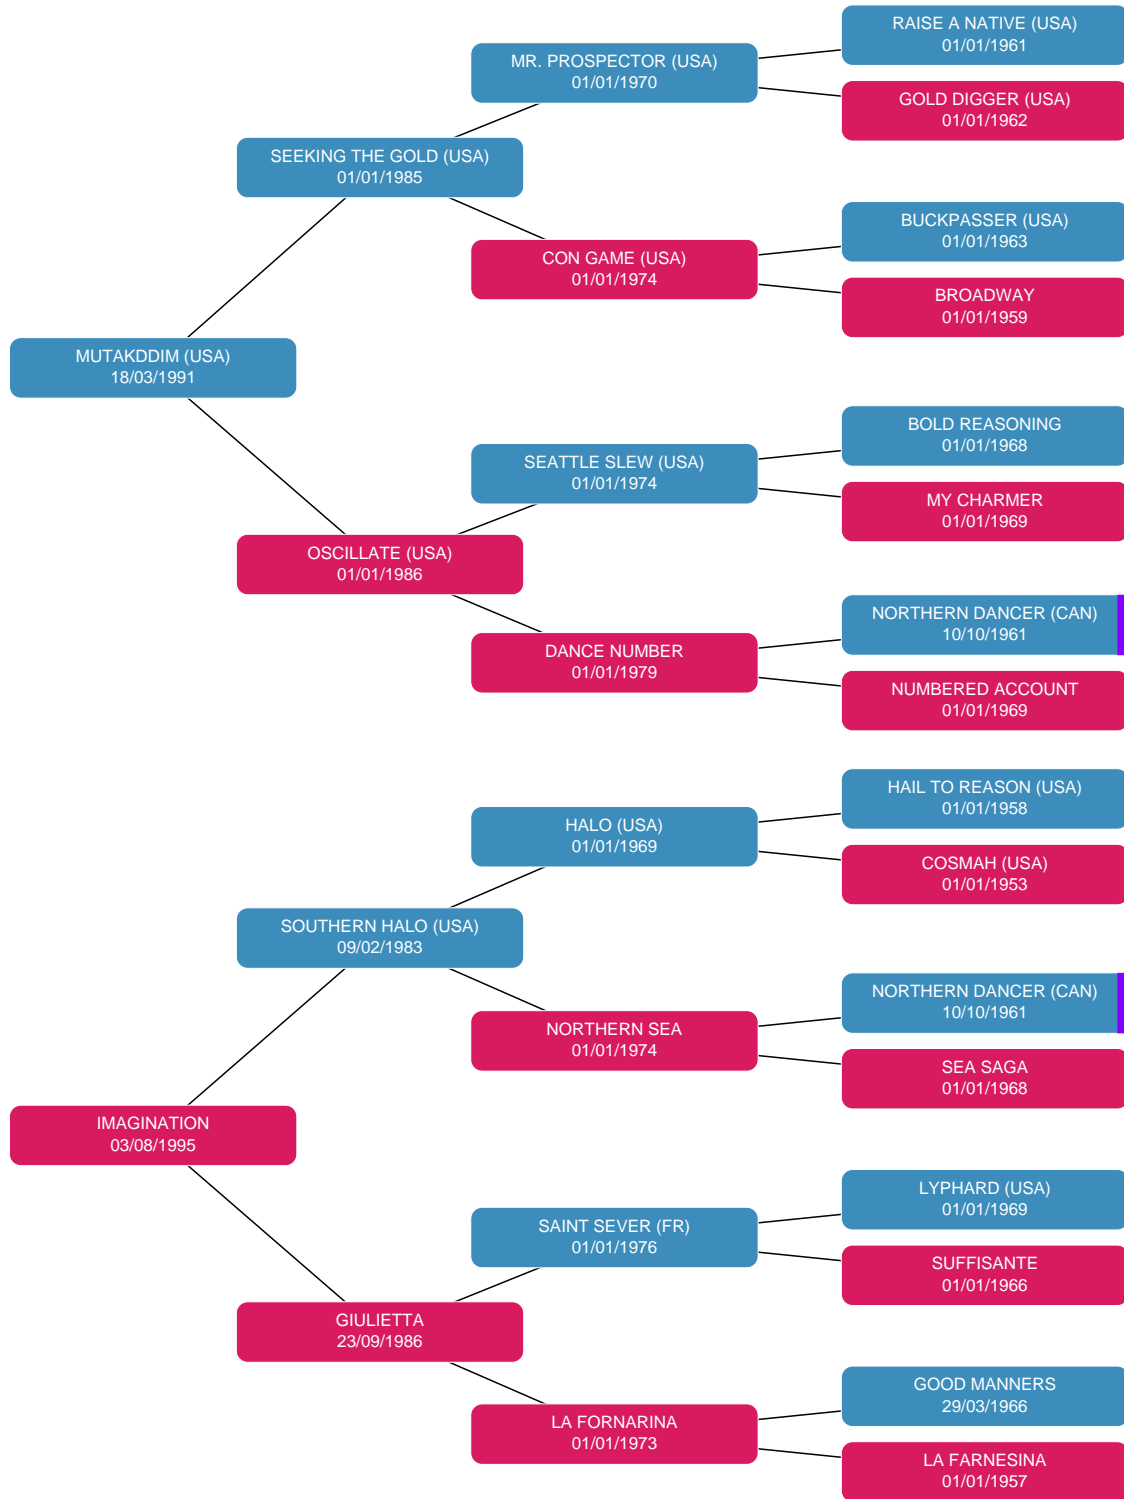 RAISE A NATIVE (USA)
01/01/1961
MR. PROSPECTOR (USA)
01/01/1970
GOLD DIGGER (USA)
01/01/1962
SEEKING THE GOLD (USA)
01/01/1985
BUCKPASSER (USA)
01/01/1963
CON GAME (USA)
01/01/1974
BROADWAY
01/01/1959
MUTAKDDIM (USA)
18/03/1991
BOLD REASONING
01/01/1968
SEATTLE SLEW (USA)
01/01/1974
MY CHARMER
01/01/1969
OSCILLATE (USA)
01/01/1986
NORTHERN DANCER (CAN)
10/10/1961
DANCE NUMBER
01/01/1979
NUMBERED ACCOUNT
01/01/1969
HAIL TO REASON (USA)
01/01/1958
HALO (USA)
01/01/1969
COSMAH (USA)
01/01/1953
SOUTHERN HALO (USA)
09/02/1983
NORTHERN DANCER (CAN)
10/10/1961
NORTHERN SEA
01/01/1974
SEA SAGA
01/01/1968
IMAGINATION
03/08/1995
LYPHARD (USA)
01/01/1969
SAINT SEVER (FR)
01/01/1976
SUFFISANTE
01/01/1966
GIULIETTA
23/09/1986
GOOD MANNERS
29/03/1966
LA FORNARINA
01/01/1973
LA FARNESINA
01/01/1957